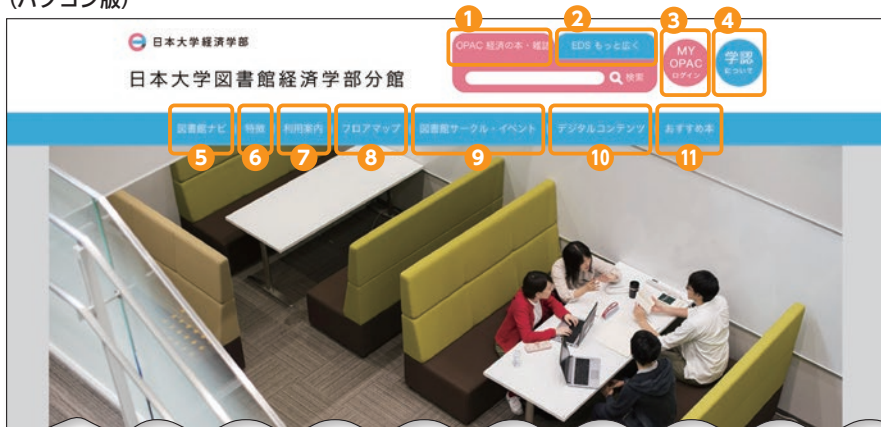 （パソコン版）
1 2 3 4
日本大学経済学部
OPAC 経済の本・雑誌 EDS もっと広く
MY
OPAC
ログイン
学認
について
日本大学図書館経済学部分館
検索
図書館ナビ 特徴 利用案内 フロアマップ 図書館サークル・イベント デジタルコンテンツ おすすめ本
5 6 7 8 9 10 11